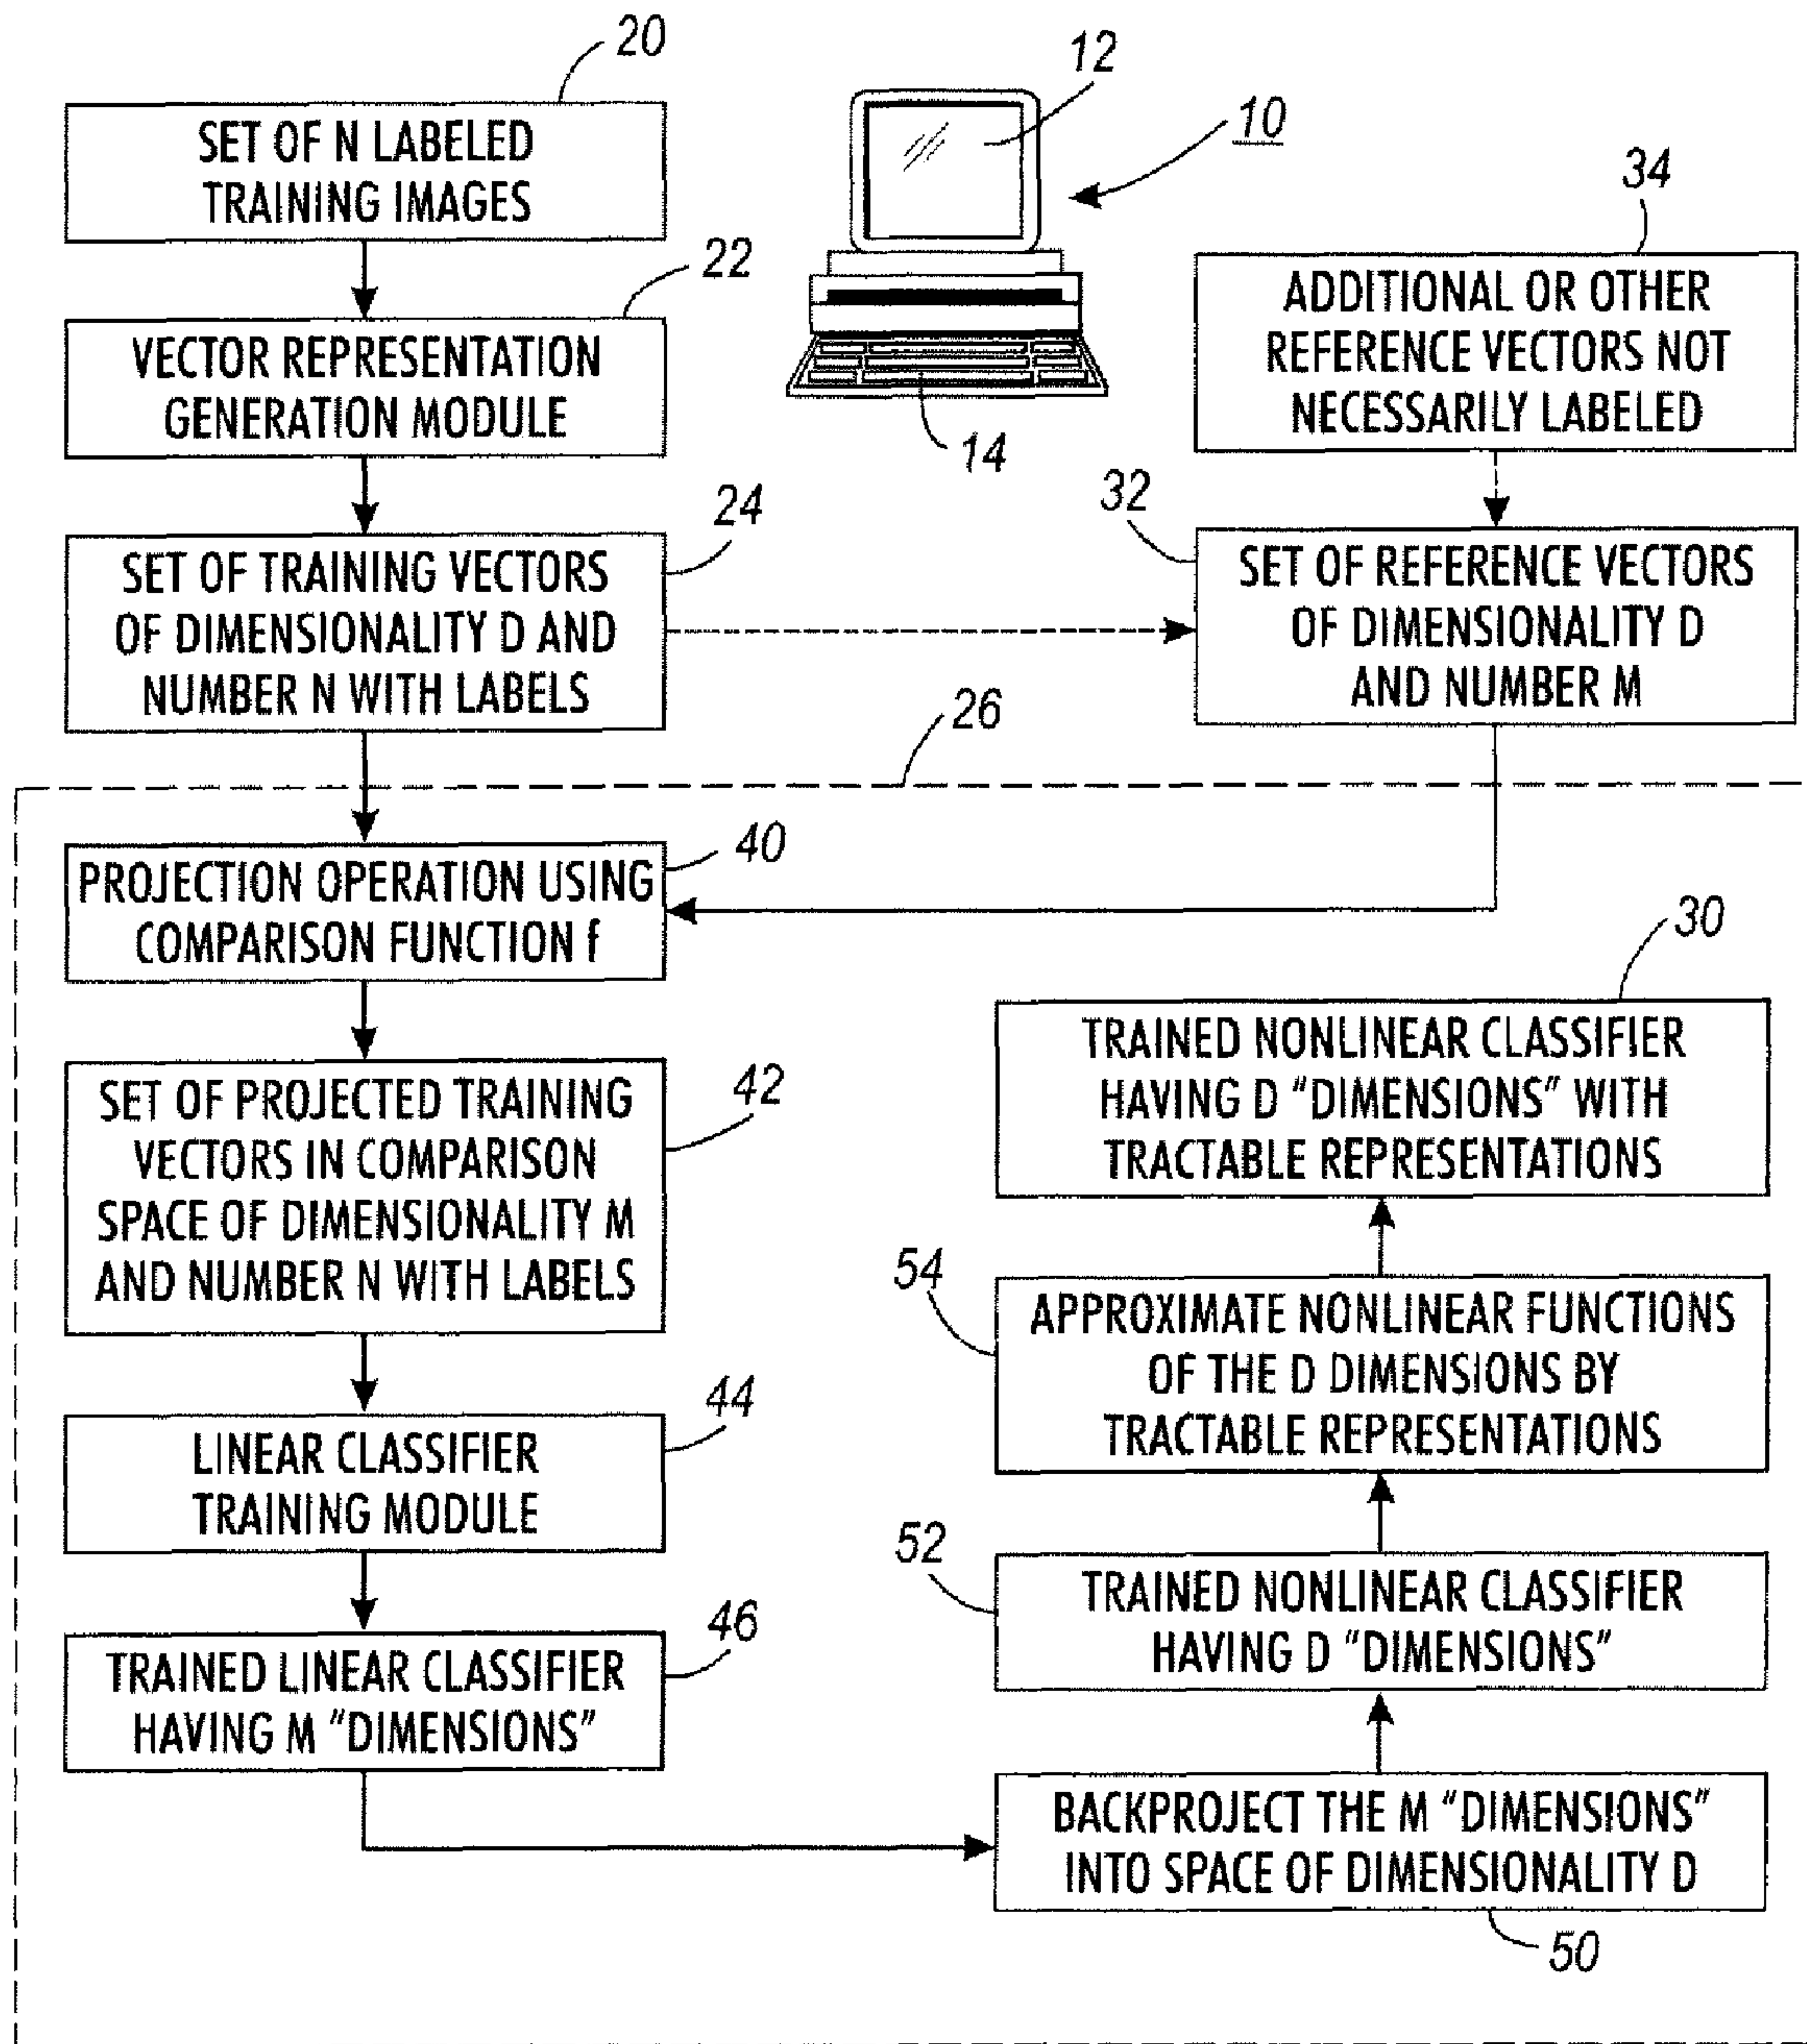 20
SET OF N LABELED
TRAINING IMAGES
22
VECTOR REPRESENTATION
GENERATION MODULE
24
SET OF TRAINING VECTORS
OF DIMENSIONALITY D AND
NUMBER N WITH LABELS
12
10
14
34
ADDITIONAL OR OTHER
REFERENCE VECTORS NOT
NECESSARILY LABELED
32
SET OF REFERENCE VECTORS
OF DIMENSIONALITY D
AND NUMBER M
26
40
PROJECTION OPERATION USING
COMPARISON FUNCTION f
42
SET OF PROJECTED TRAINING
VECTORS IN COMPARISON
SPACE OF DIMENSIONALITY M
AND NUMBER N WITH LABELS
44
LINEAR CLASSIFIER
TRAINING MODULE
46
TRAINED LINEAR CLASSIFIER
HAVING M "DIMENSIONS"
30
TRAINED NONLINEAR CLASSIFIER
HAVING D "DIMENSIONS" WITH
TRACTABLE REPRESENTATIONS
54
APPROXIMATE NONLINEAR FUNCTIONS
OF THE D DIMENSIONS BY
TRACTABLE REPRESENTATIONS
52
TRAINED NONLINEAR CLASSIFIER
HAVING D "DIMENSIONS"
BACKPROJECT THE M "DIMENSIONS"
INTO SPACE OF DIMENSIONALITY D
50